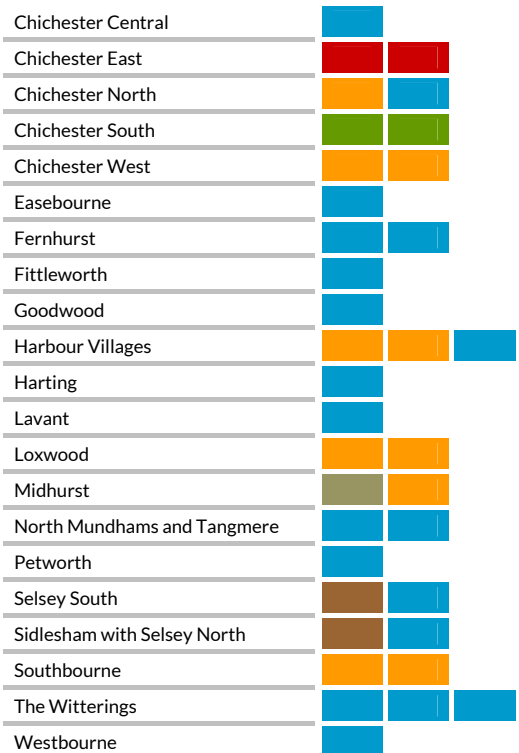 Chichester Central
Chichester East
Chichester North
Chichester South
Chichester West
Easebourne
Fernhurst
Fittleworth
Goodwood
Harbour Villages
Harting
Lavant
Loxwood
Midhurst
North Mundhams and Tangmere
Petworth
Selsey South
Sidlesham with Selsey North
Southbourne
The Witterings
Westbourne